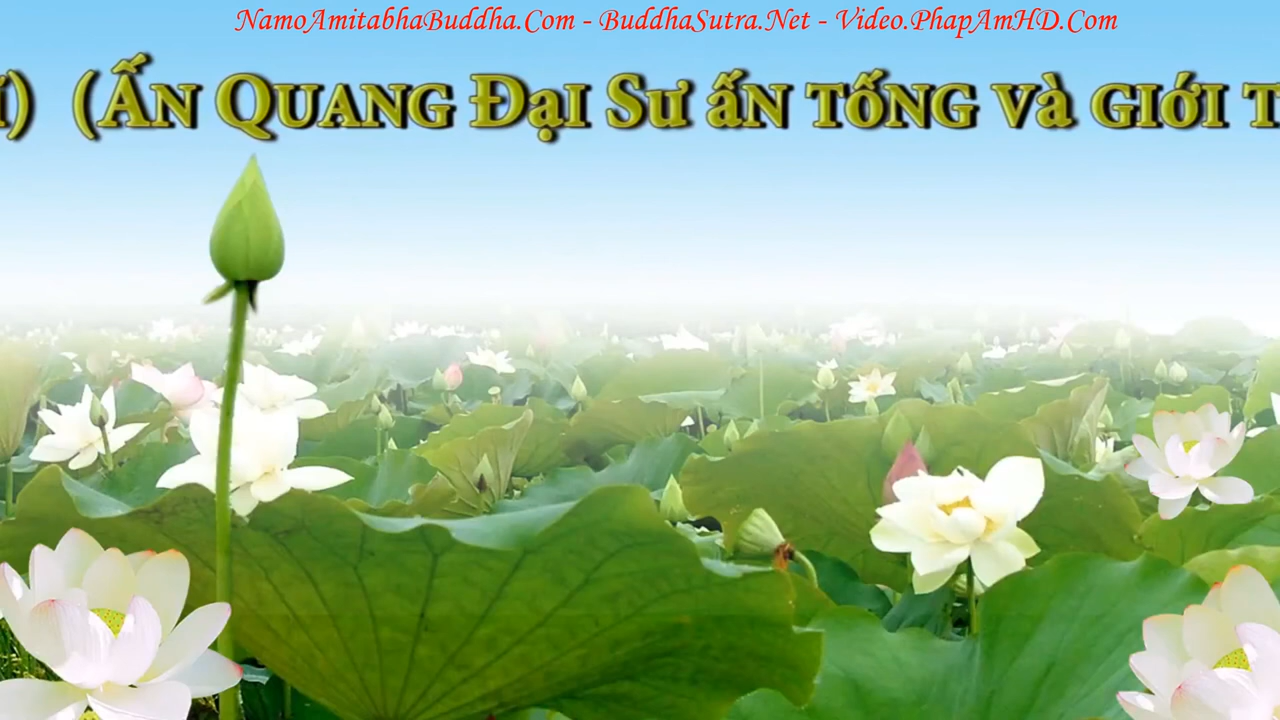 NamoAmitabhaBuddha.Com - BuddhaSutra.Net - Video.PhapAmHD.Com
(Ấn Quang Đại Sư ấn tống và giới